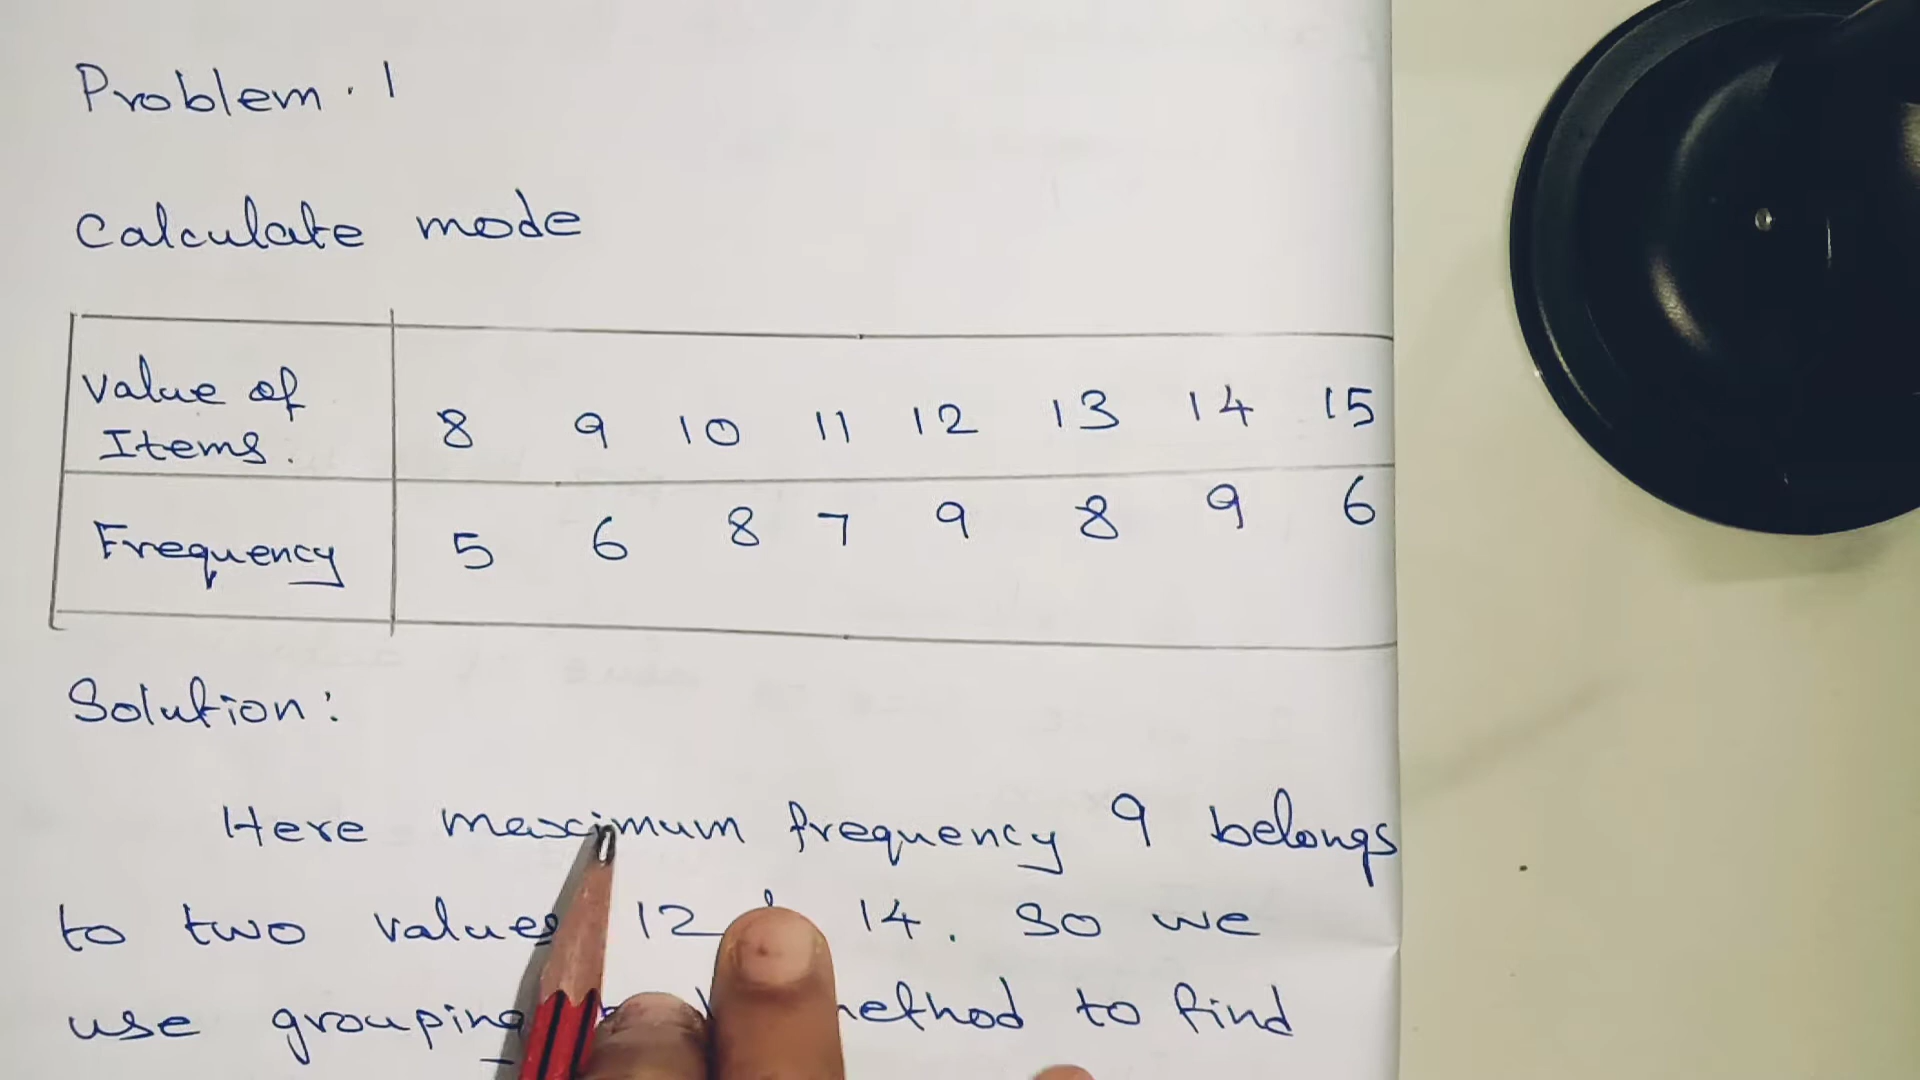 Problem. 1
Calculate mode
Value of Items. 8 9 10 11 12 13 14 15
Frequency 5 6 8 7 9 8 9 6
Solution:
Here maximum frequency 9 belongs
to two values 12 14. So we
use grouping method to find